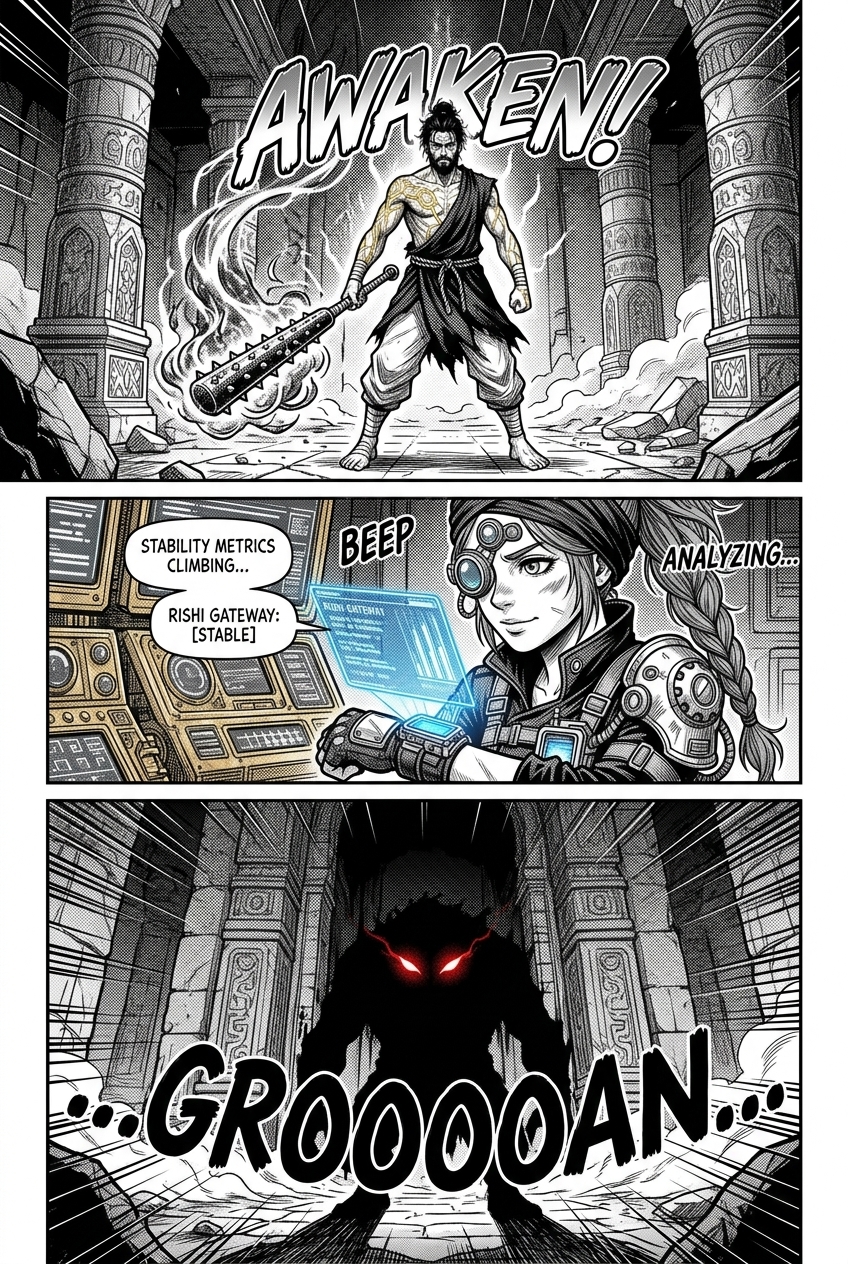 AWAKEN!
STABILITY METRICS
CLIMBING...
RISHI GATEWAY:
[STABLE]
BEEP
ANALYZING...
...GROOOOAN...